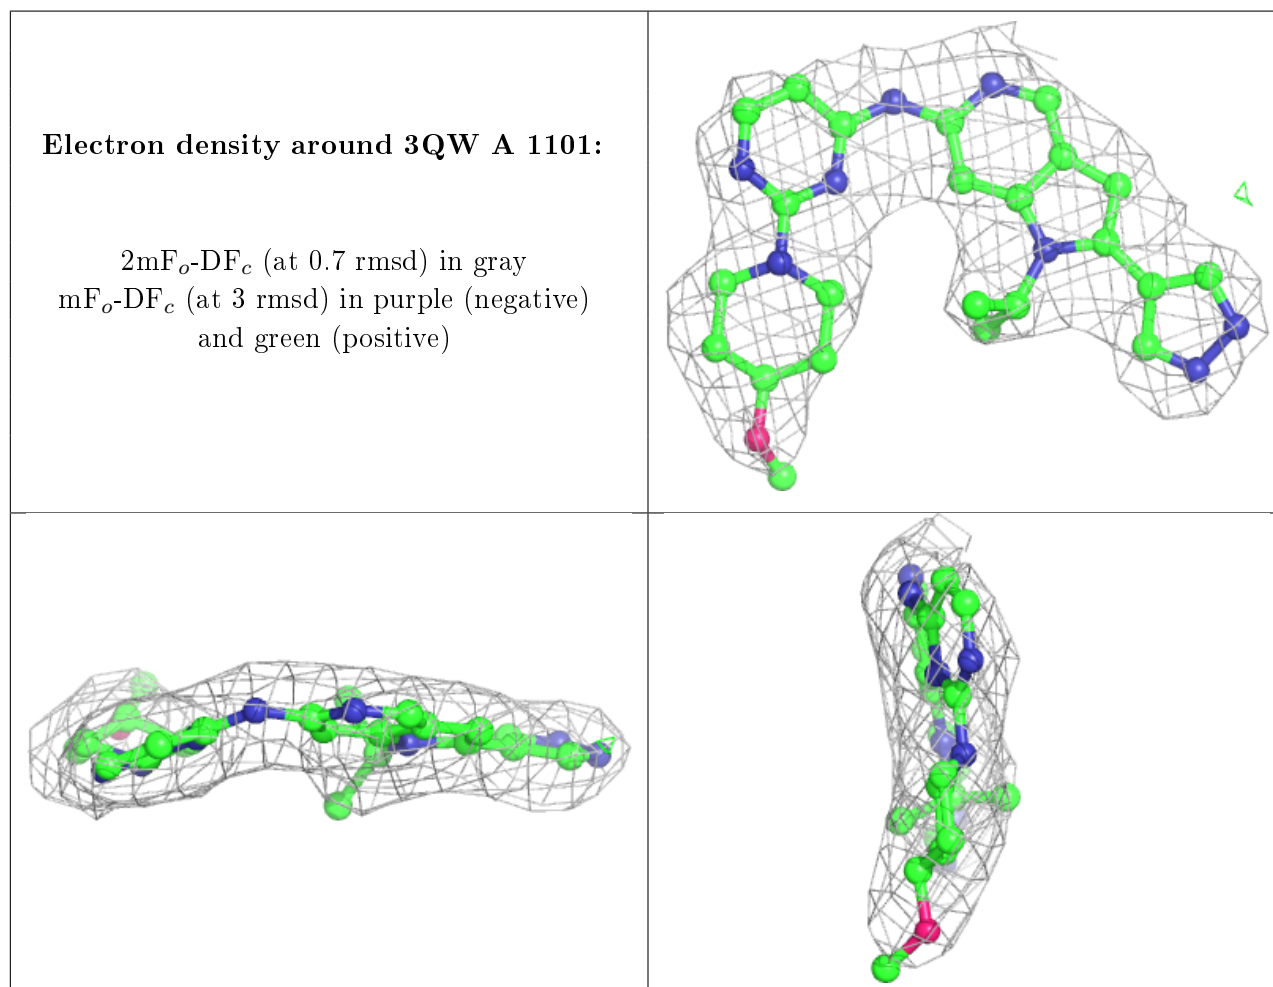 Electron density around 3QW A 1101:
2mFo-DFc (at 0.7 rmsd) in gray
mFo-DFc (at 3 rmsd) in purple (negative)
and green (positive)